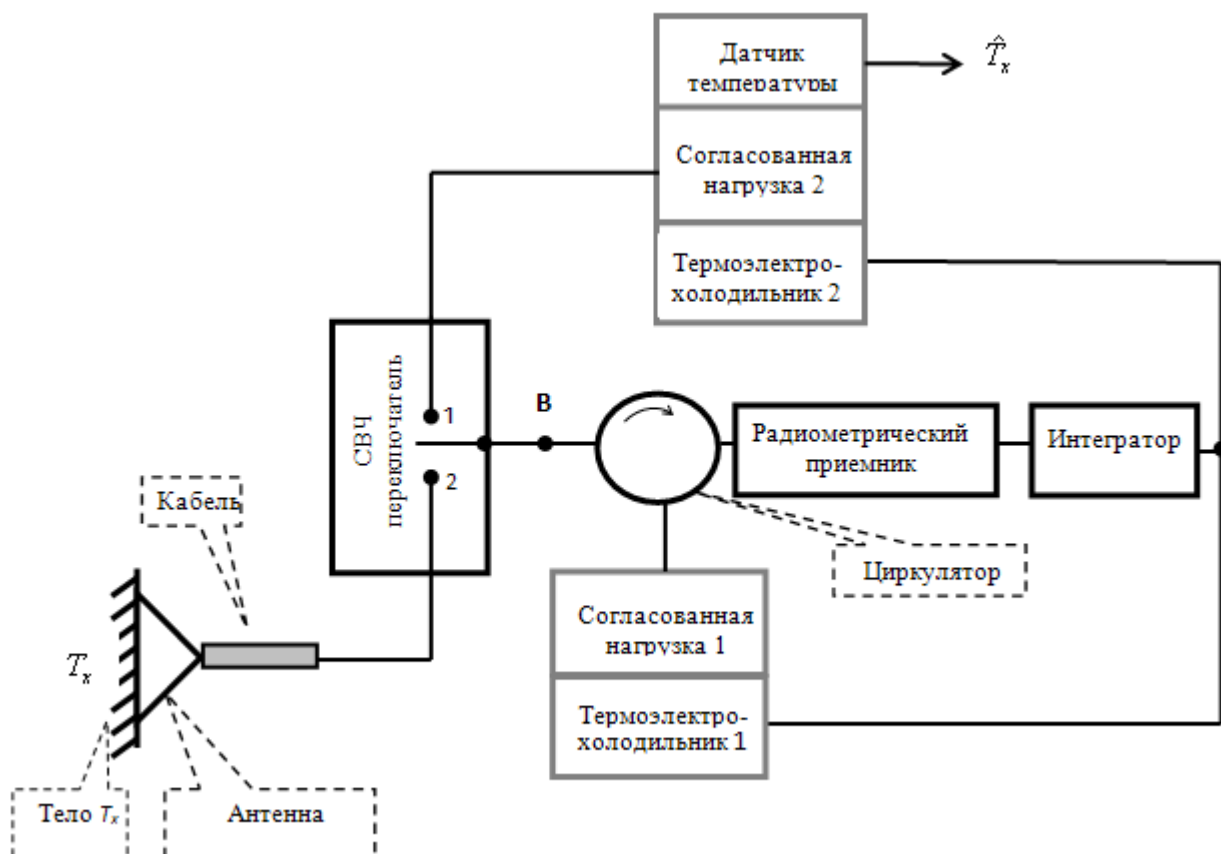 Датчик
температуры
T̂x
Согласованная
нагрузка 2
Термоэлектро-
холодильник 2
СВЧ
переключатель
1
2
В
Радиометрический
приемник
Интегратор
Кабель
Циркулятор
Согласованная
нагрузка 1
Термоэлектро-
холодильник 1
Tx
Тело Tx
Антенна